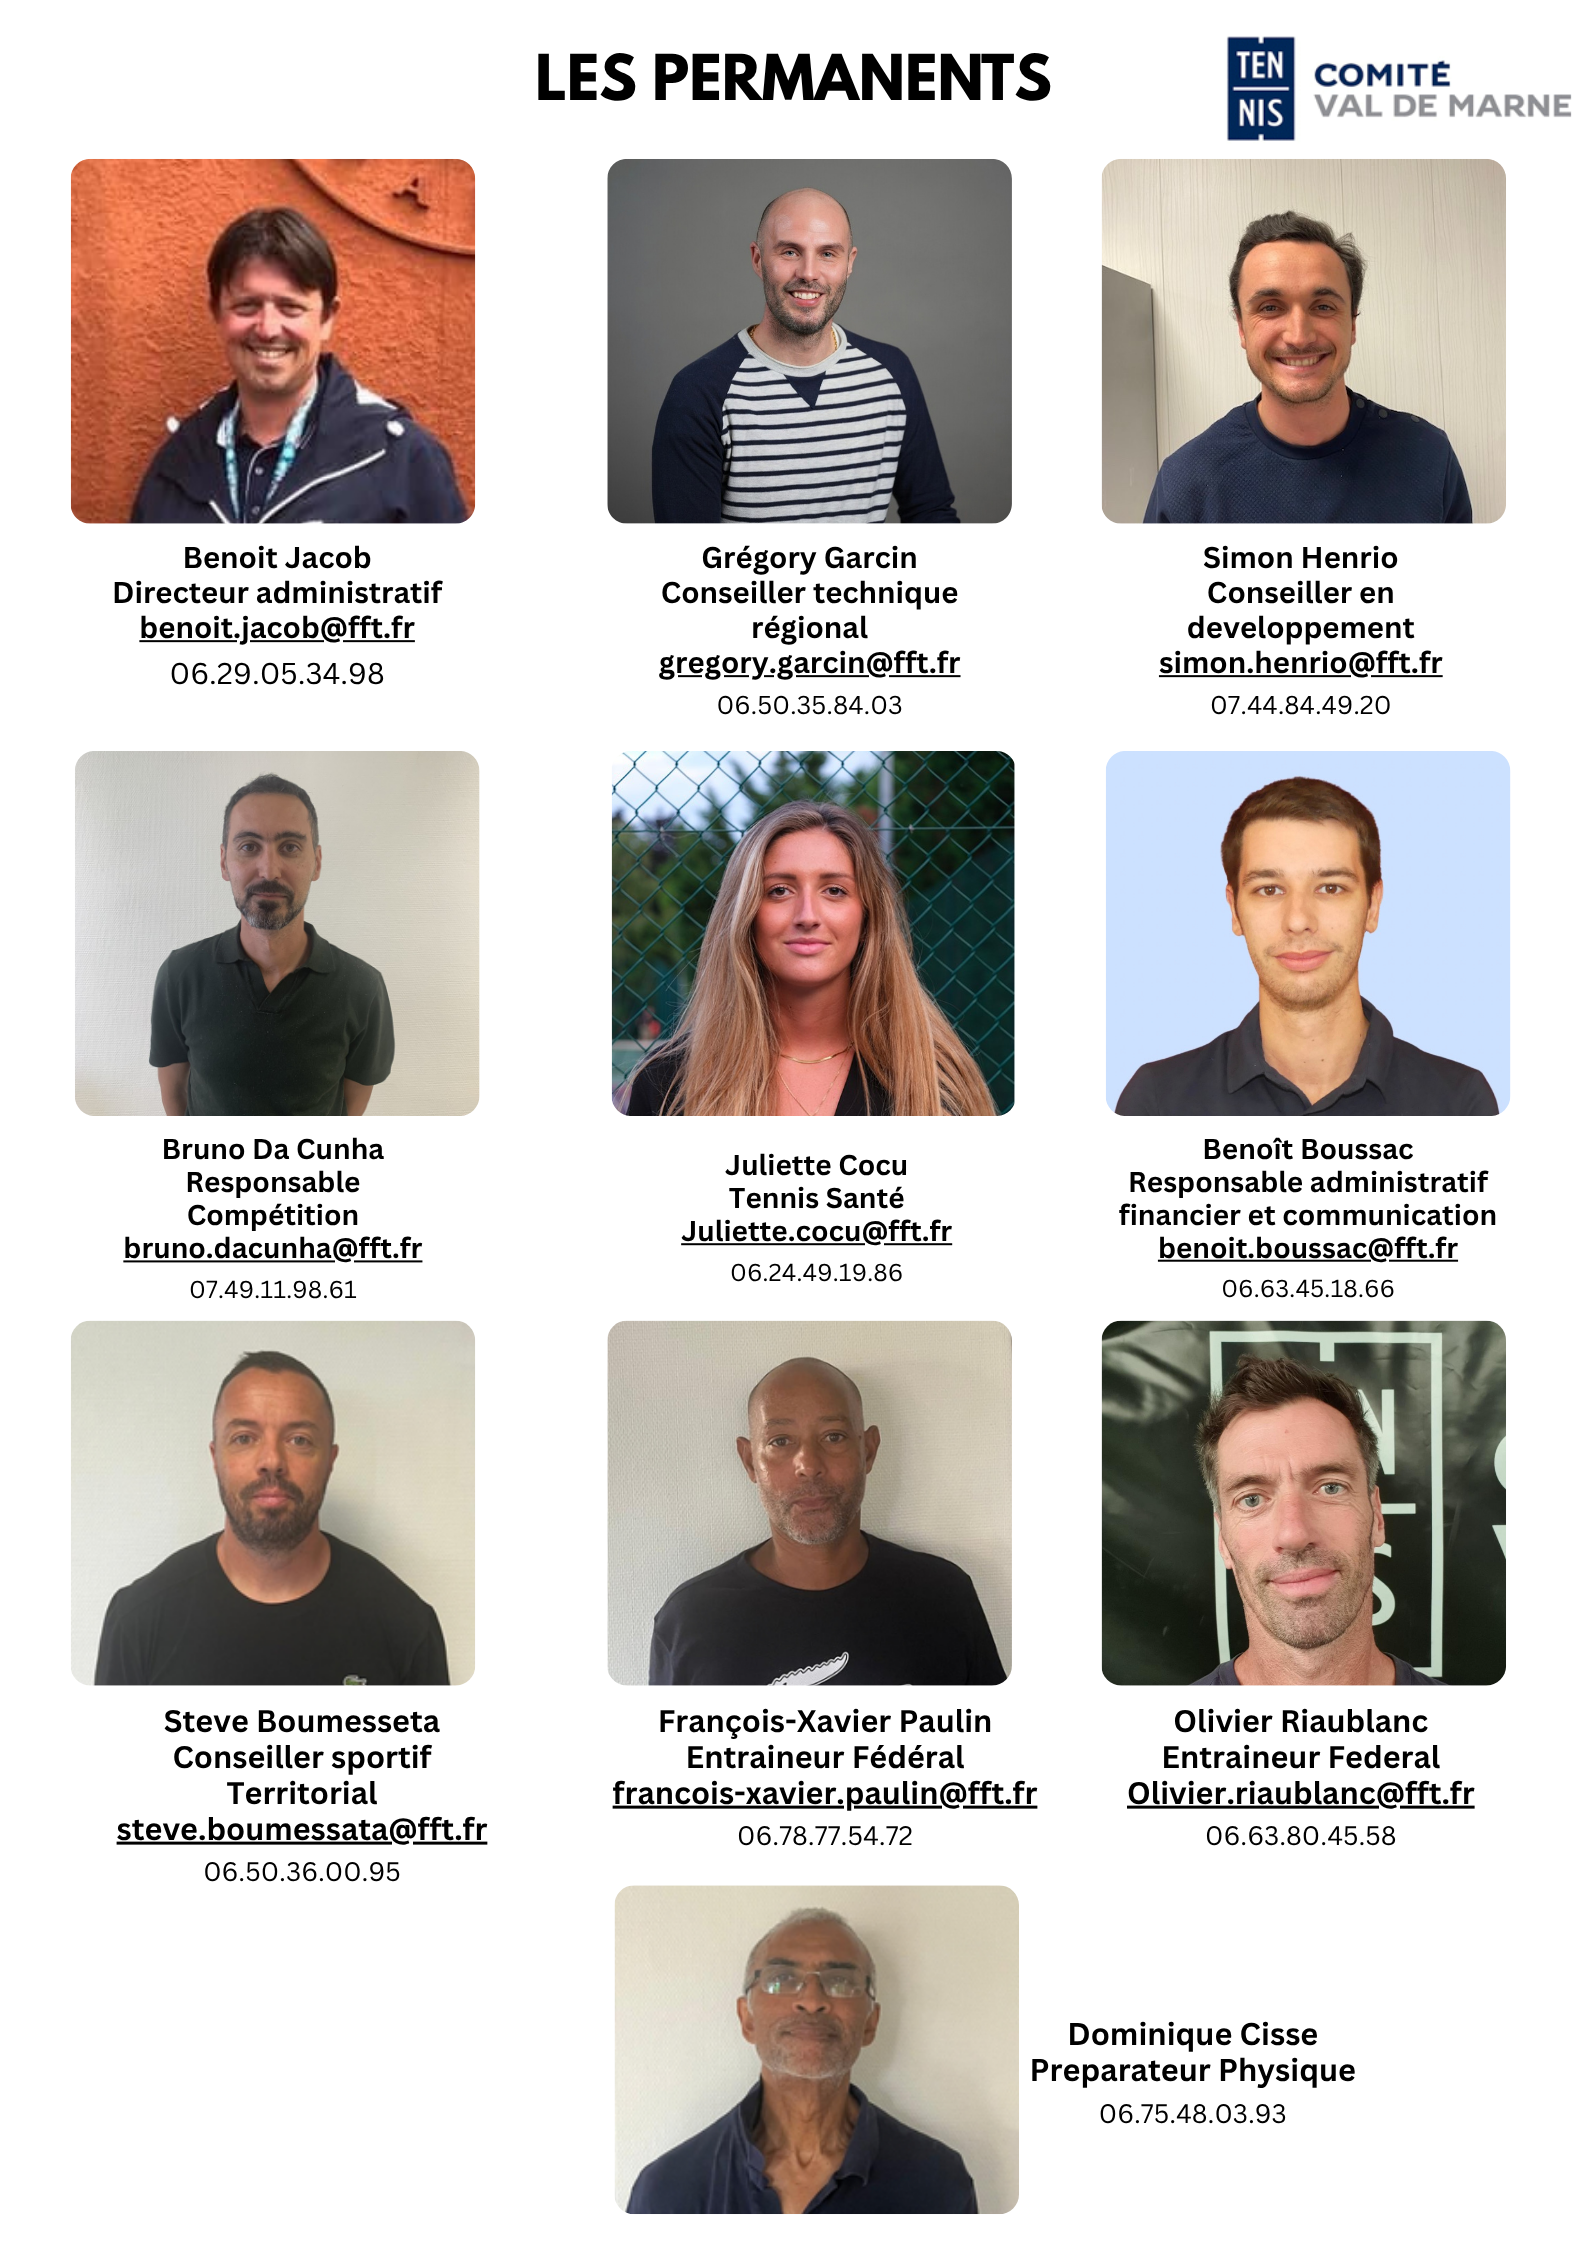 LES PERMANENTS
TEN
NIS
COMITÉ
VAL DE MARNE
Benoit Jacob
Directeur administratif
benoit.jacob@fft.fr
06.29.05.34.98
Grégory Garcin
Conseiller technique
régional
gregory.garcin@fft.fr
06.50.35.84.03
Simon Henrio
Conseiller en
developpement
simon.henrio@fft.fr
07.44.84.49.20
Bruno Da Cunha
Responsable
Compétition
bruno.dacunha@fft.fr
07.49.11.98.61
Juliette Cocu
Tennis Santé
Juliette.cocu@fft.fr
06.24.49.19.86
Benoît Boussac
Responsable administratif
financier et communication
benoit.boussac@fft.fr
06.63.45.18.66
Steve Boumesseta
Conseiller sportif
Territorial
steve.boumessata@fft.fr
06.50.36.00.95
François-Xavier Paulin
Entraineur Fédéral
francois-xavier.paulin@fft.fr
06.78.77.54.72
Olivier Riaublanc
Entraineur Federal
Olivier.riaublanc@fft.fr
06.63.80.45.58
Dominique Cisse
Preparateur Physique
06.75.48.03.93